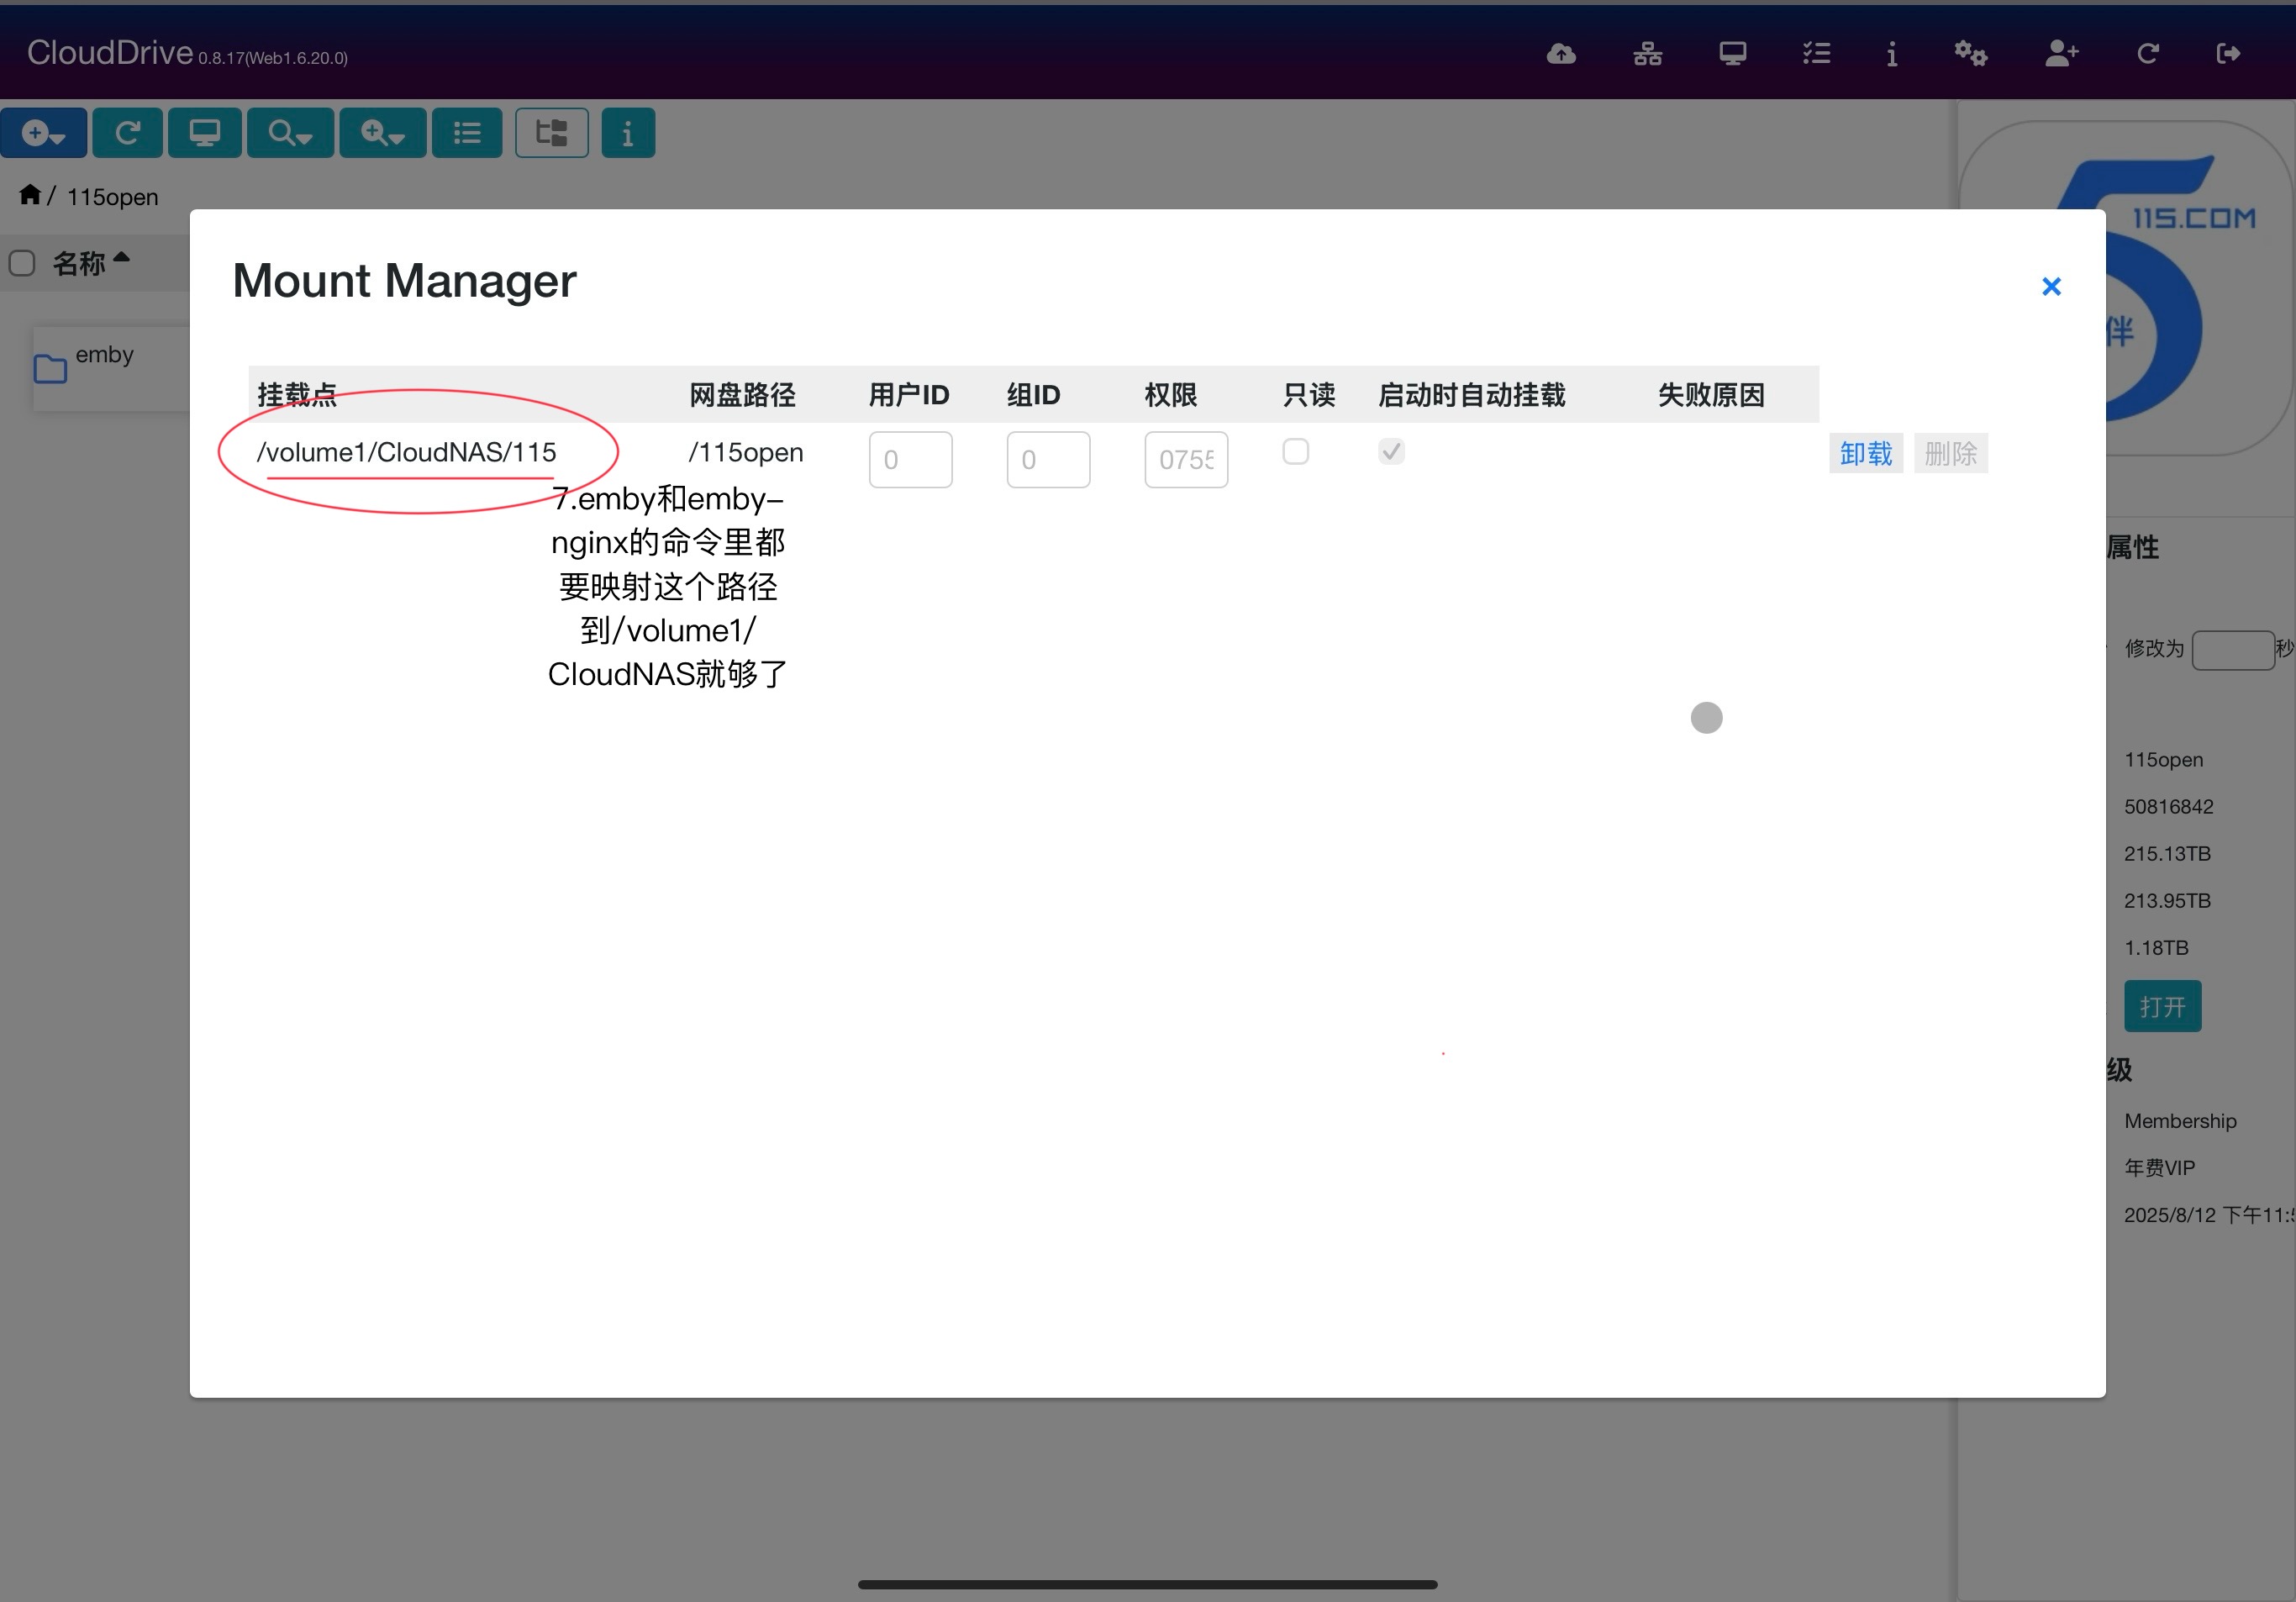 CloudDrive 0.8.17(Web1.6.20.0)
/ 115open
名称
emby
115.COM
伴
Mount Manager
挂载点 网盘路径 用户ID 组ID 权限 只读 启动时自动挂载 失败原因
/volume1/CloudNAS/115 /115open 0 0 0755 卸载 删除
7.emby和emby-
nginx的命令里都
要映射这个路径
到/volume1/
CloudNAS就够了
属性
修改为 秒
115open
50816842
215.13TB
213.95TB
1.18TB
打开
级
Membership
年费VIP
2025/8/12 下午11: